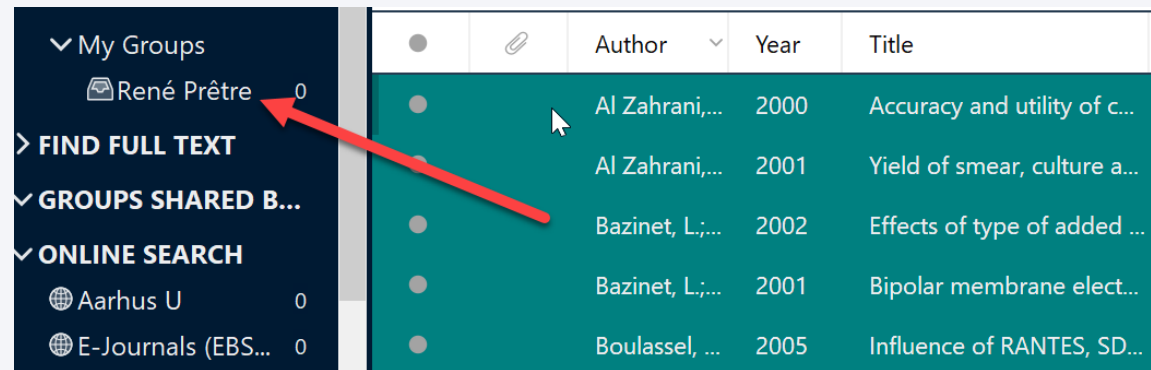 My Groups
René Prêtre 0
FIND FULL TEXT
GROUPS SHARED B...
ONLINE SEARCH
Aarhus U 0
E-Journals (EBS... 0
Author Year Title
Al Zahrani,... 2000 Accuracy and utility of c...
Al Zahrani,... 2001 Yield of smear, culture a...
Bazinet, L.;... 2002 Effects of type of added ...
Bazinet, L.;... 2001 Bipolar membrane elect...
Boulassel, ... 2005 Influence of RANTES, SD...